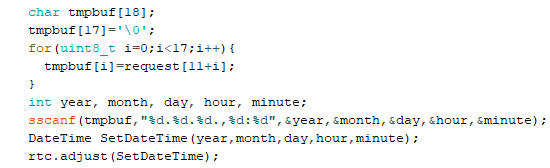 char tmpbuf[18];
tmpbuf[17]='\0';
for(uint8_t i=0;i<17;i++){
tmpbuf[i]=request[11+i];
}
int year, month, day, hour, minute;
sscanf(tmpbuf,"%d.%d.%d.,%d:%d",&year,&month,&day,&hour,&minute);
DateTime SetDateTime(year,month,day,hour,minute);
rtc.adjust(SetDateTime);